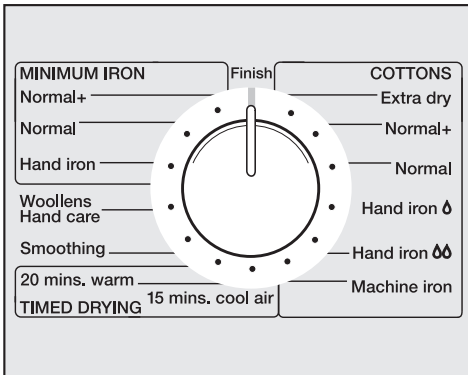 MINIMUM IRON
Normal+
Normal
Hand iron
Woollens
Hand care
Smoothing
20 mins. warm
TIMED DRYING
15 mins. cool air
Finish
COTTONS
Extra dry
Normal+
Normal
Hand iron
Hand iron
Machine iron